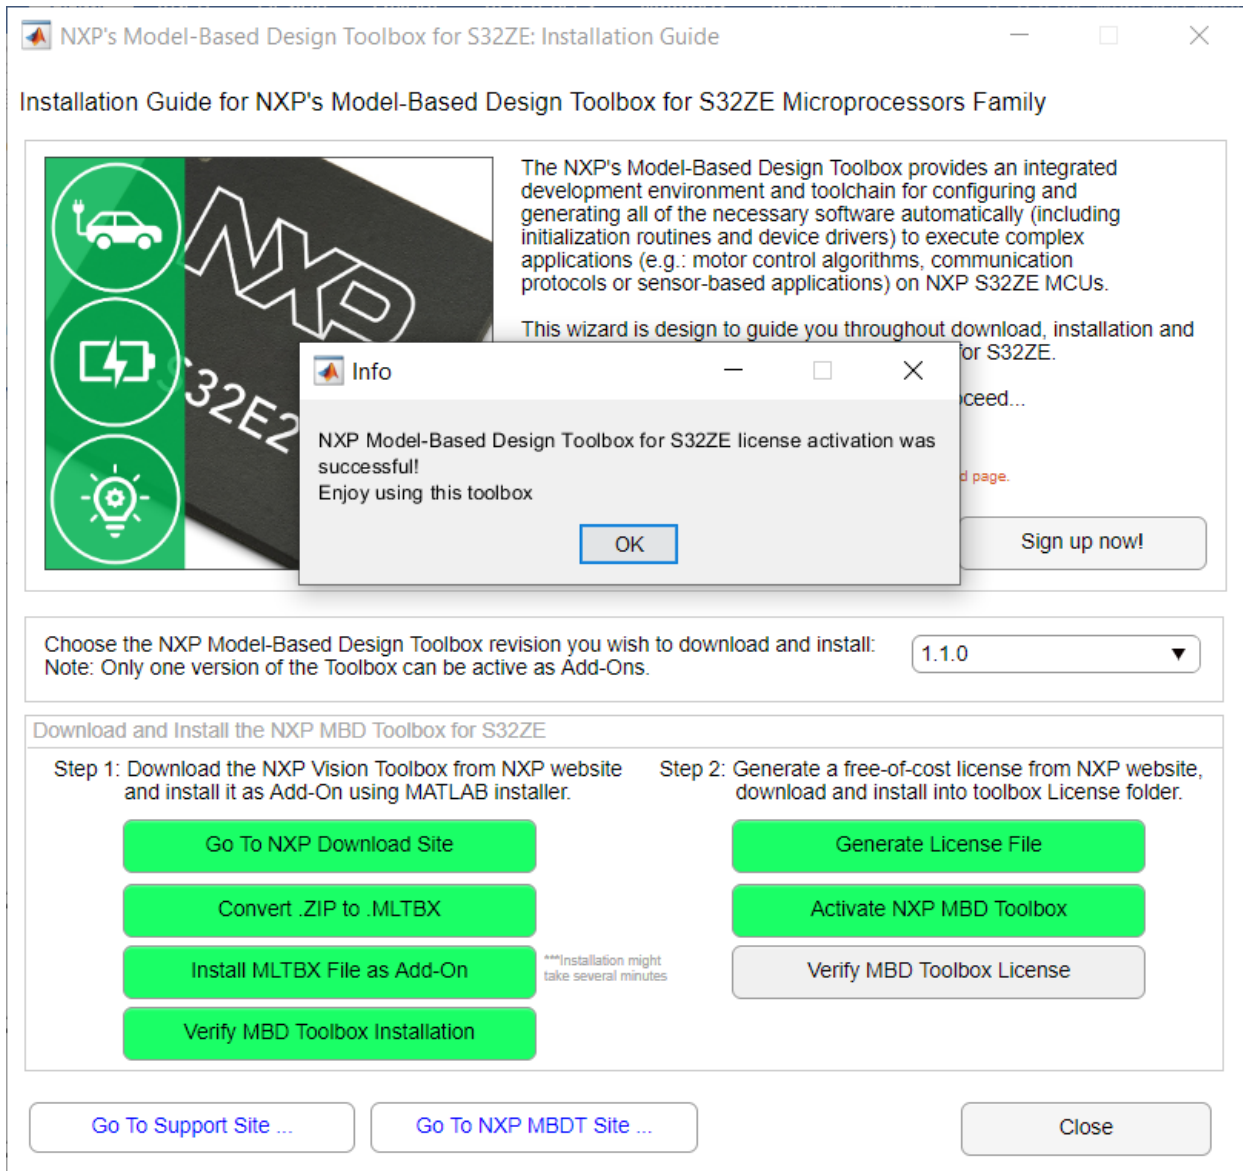 NXP's Model-Based Design Toolbox for S32ZE: Installation Guide
Installation Guide for NXP's Model-Based Design Toolbox for S32ZE Microprocessors Family
NXP
S32E2
The NXP's Model-Based Design Toolbox provides an integrated
development environment and toolchain for configuring and
generating all of the necessary software automatically (including
initialization routines and device drivers) to execute complex
applications (e.g.: motor control algorithms, communication
protocols or sensor-based applications) on NXP S32ZE MCUs.
This wizard is design to guide you throughout download, installation and
for S32ZE.
page.
Sign up now!
Info
NXP Model-Based Design Toolbox for S32ZE license activation was
successful!
Enjoy using this toolbox
OK
Choose the NXP Model-Based Design Toolbox revision you wish to download and install:
Note: Only one version of the Toolbox can be active as Add-Ons.
1.1.0
Download and Install the NXP MBD Toolbox for S32ZE
Step 1: Download the NXP Vision Toolbox from NXP website
and install it as Add-On using MATLAB installer.
Go To NXP Download Site
Convert .ZIP to .MLTBX
Install MLTBX File as Add-On
***Installation might
take several minutes
Verify MBD Toolbox Installation
Step 2: Generate a free-of-cost license from NXP website,
download and install into toolbox License folder.
Generate License File
Activate NXP MBD Toolbox
Verify MBD Toolbox License
Go To Support Site ...
Go To NXP MBDT Site ...
Close